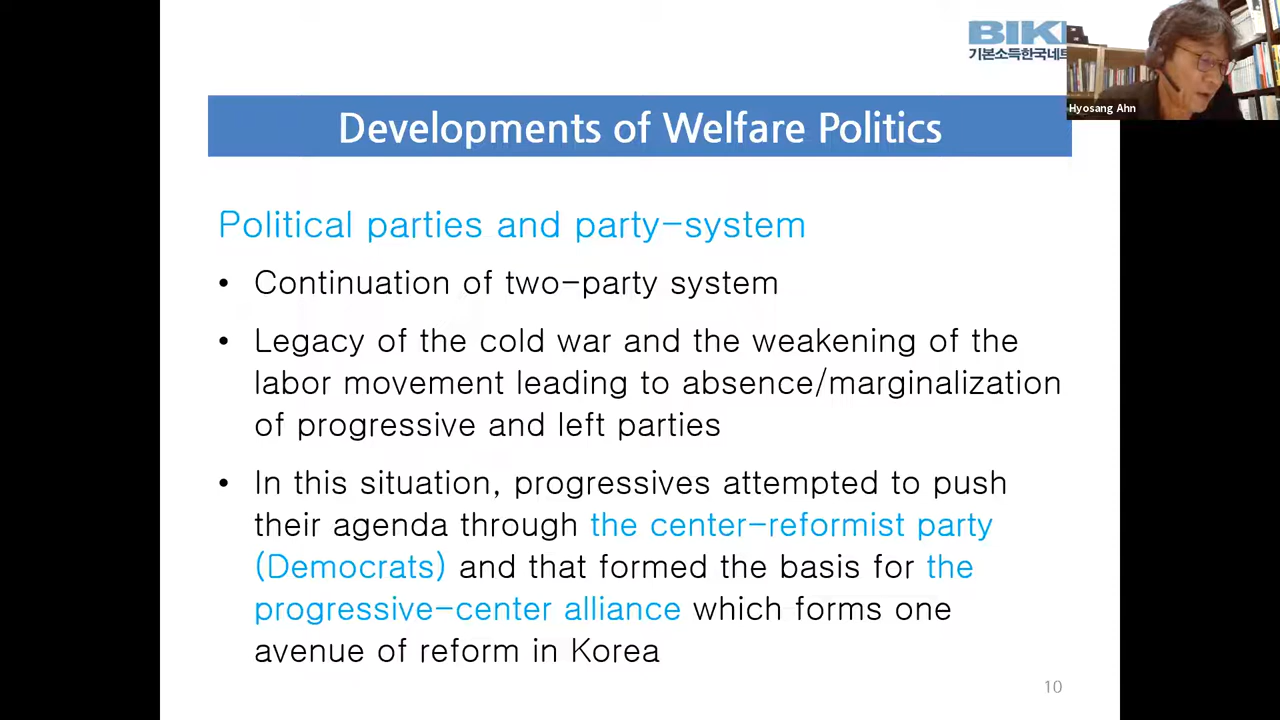 BIK
기본소득한국네트
Hyosang Ahn
Developments of Welfare Politics
Political parties and party-system
• Continuation of two-party system
• Legacy of the cold war and the weakening of the
labor movement leading to absence/marginalization
of progressive and left parties
• In this situation, progressives attempted to push
their agenda through the center-reformist party
(Democrats) and that formed the basis for the
progressive-center alliance which forms one
avenue of reform in Korea
10